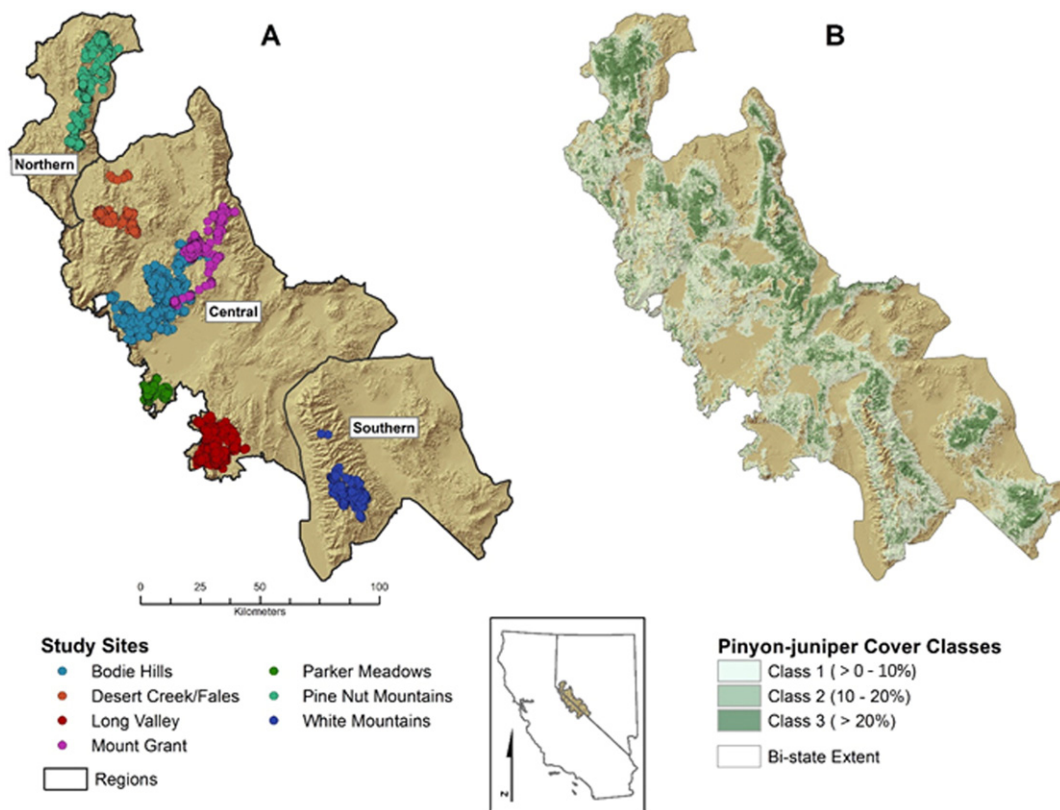 A
B
Northern
Central
Southern
0 25 50 100
Kilometers
Study Sites
Bodie Hills
Desert Creek/Fales
Long Valley
Mount Grant
Parker Meadows
Pine Nut Mountains
White Mountains
Regions
N
Pinyon-juniper Cover Classes
Class 1 ( > 0 - 10%)
Class 2 (10 - 20%)
Class 3 ( > 20%)
Bi-state Extent